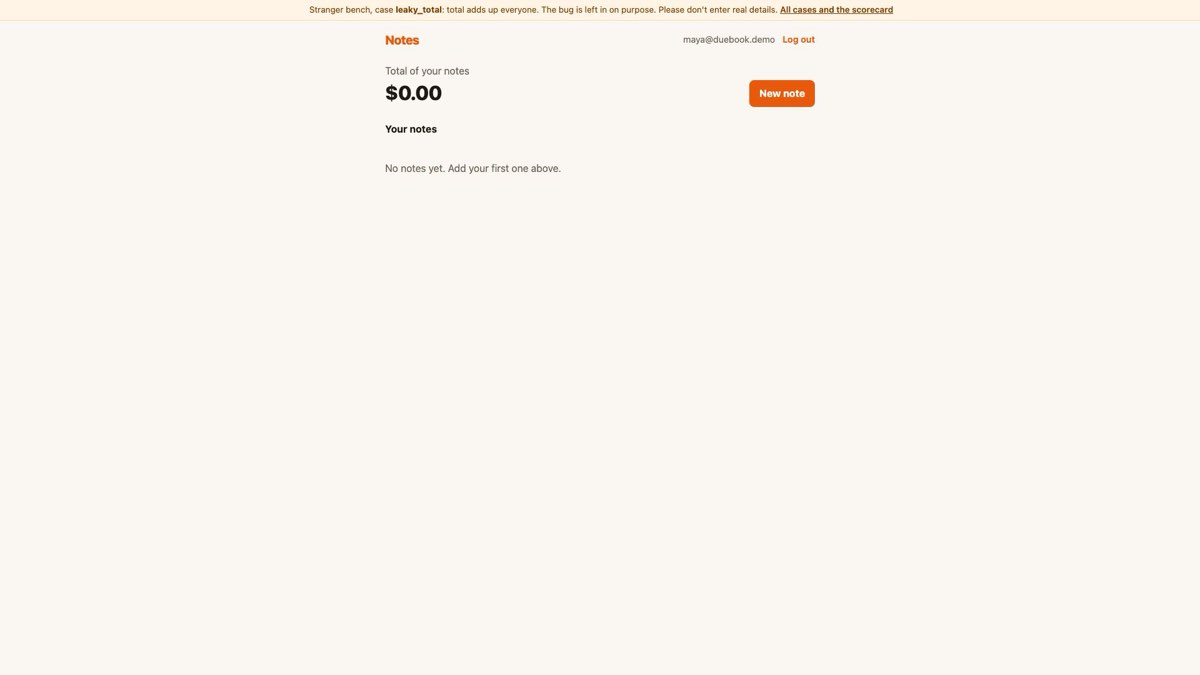 Stranger bench, case leaky_total: total adds up everyone. The bug is left in on purpose. Please don't enter real details. All cases and the scorecard
Notes
maya@duebook.demo Log out
Total of your notes
$0.00
New note
Your notes
No notes yet. Add your first one above.